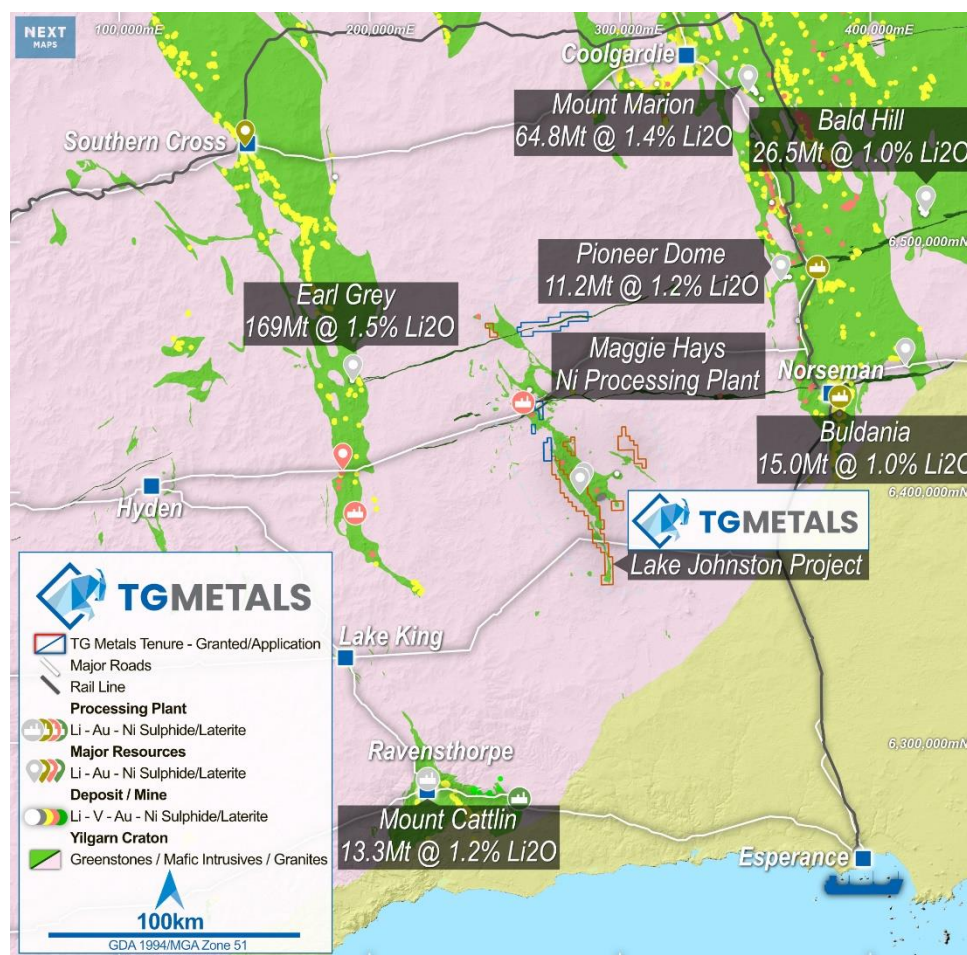 NEXT
MAPS
100,000mE
200,000mE
300,000mE
400,000mE
Coolgardie
Mount Marion
64.8Mt @ 1.4% Li2O
Bald Hill
26.5Mt @ 1.0% Li2O
Southern Cross
6,500,000mN
Pioneer Dome
11.2Mt @ 1.2% Li2O
Earl Grey
169Mt @ 1.5% Li2O
Maggie Hays
Ni Processing Plant
Norseman
Buldania
15.0Mt @ 1.0% Li2O
6,400,000mN
Hyden
TGMETALS
Lake Johnston Project
TGMETALS
TG Metals Tenure - Granted/Application
Major Roads
Rail Line
Processing Plant
Li - Au - Ni Sulphide/Laterite
Major Resources
Li - Au - Ni Sulphide/Laterite
Deposit / Mine
Li - V - Au - Ni Sulphide/Laterite
Yilgarn Craton
Greenstones / Mafic Intrusives / Granites
100km
GDA 1994/MGA Zone 51
Lake King
6,300,000mN
Ravensthorpe
Mount Cattlin
13.3Mt @ 1.2% Li2O
Esperance